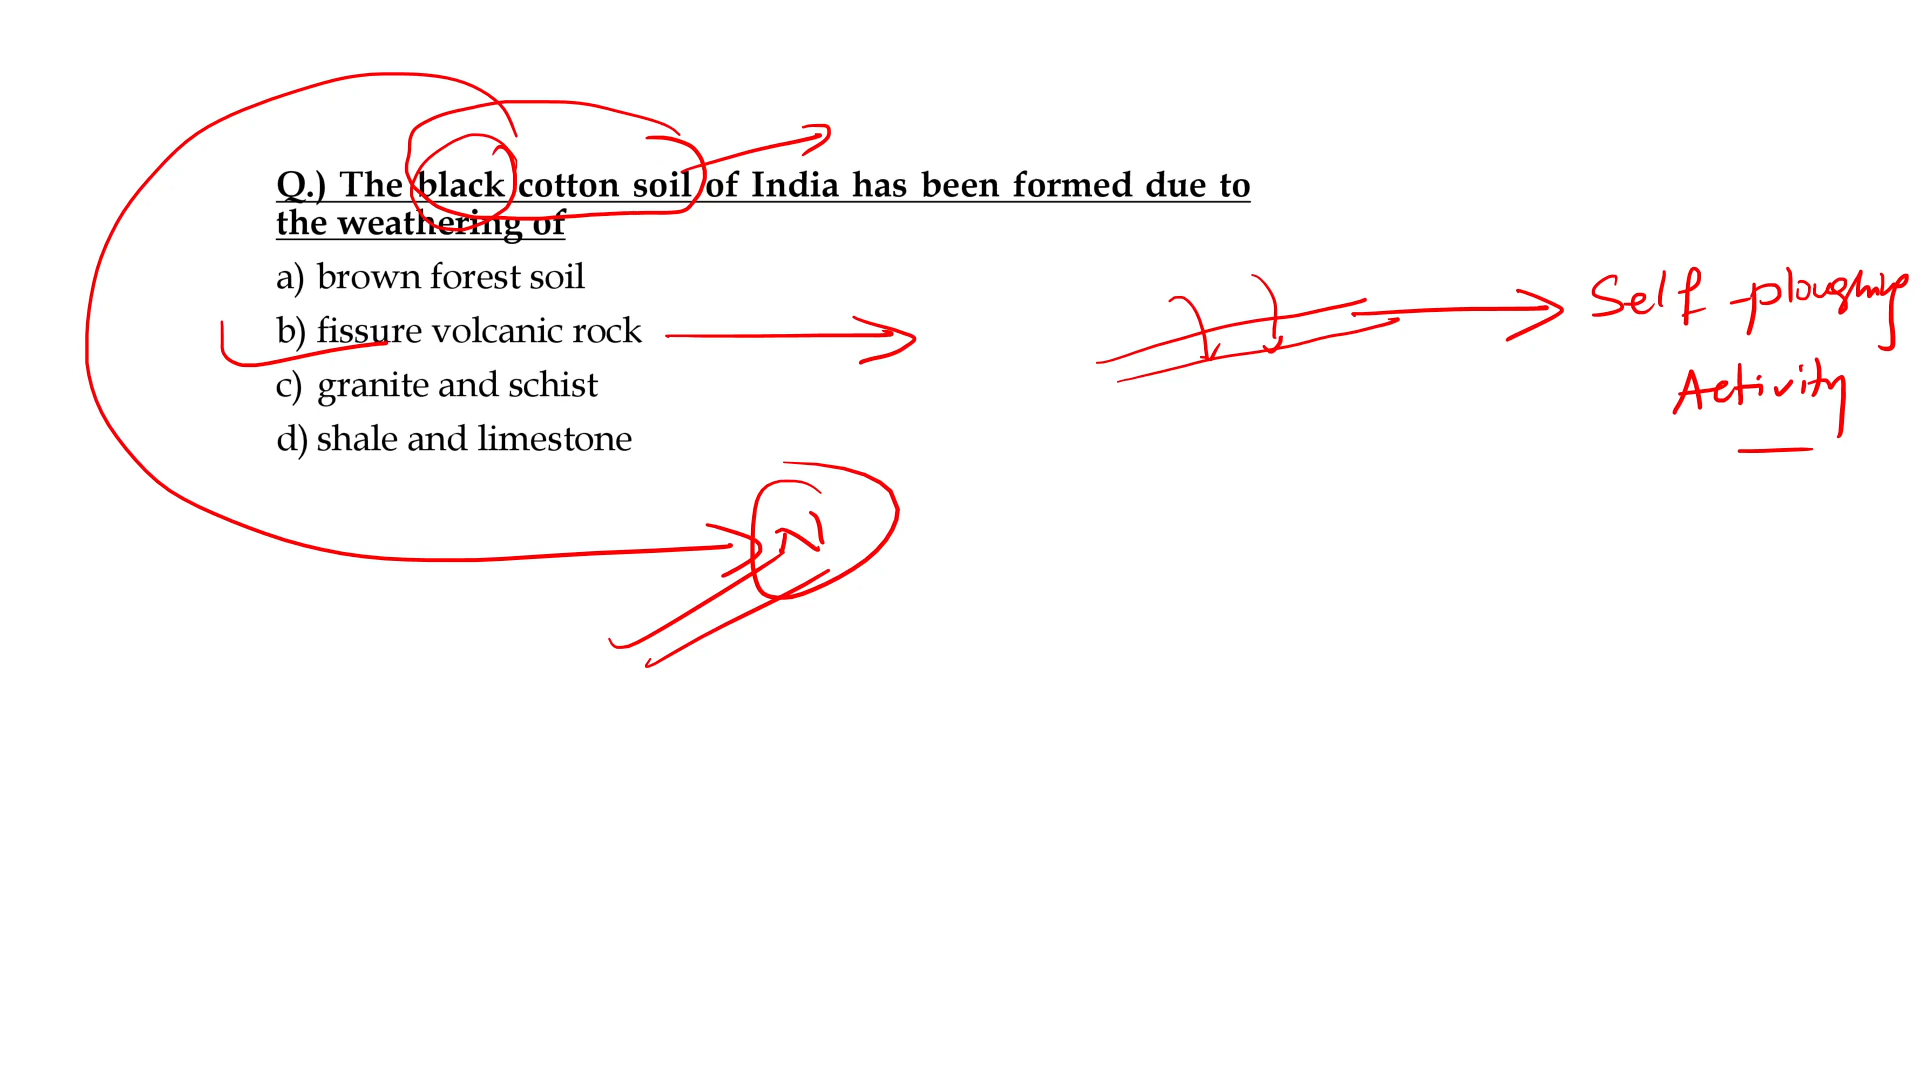 Q.) The black cotton soil of India has been formed due to
the weathering of
a) brown forest soil
b) fissure volcanic rock
c) granite and schist
d) shale and limestone
Self-ploughing
Activity
N